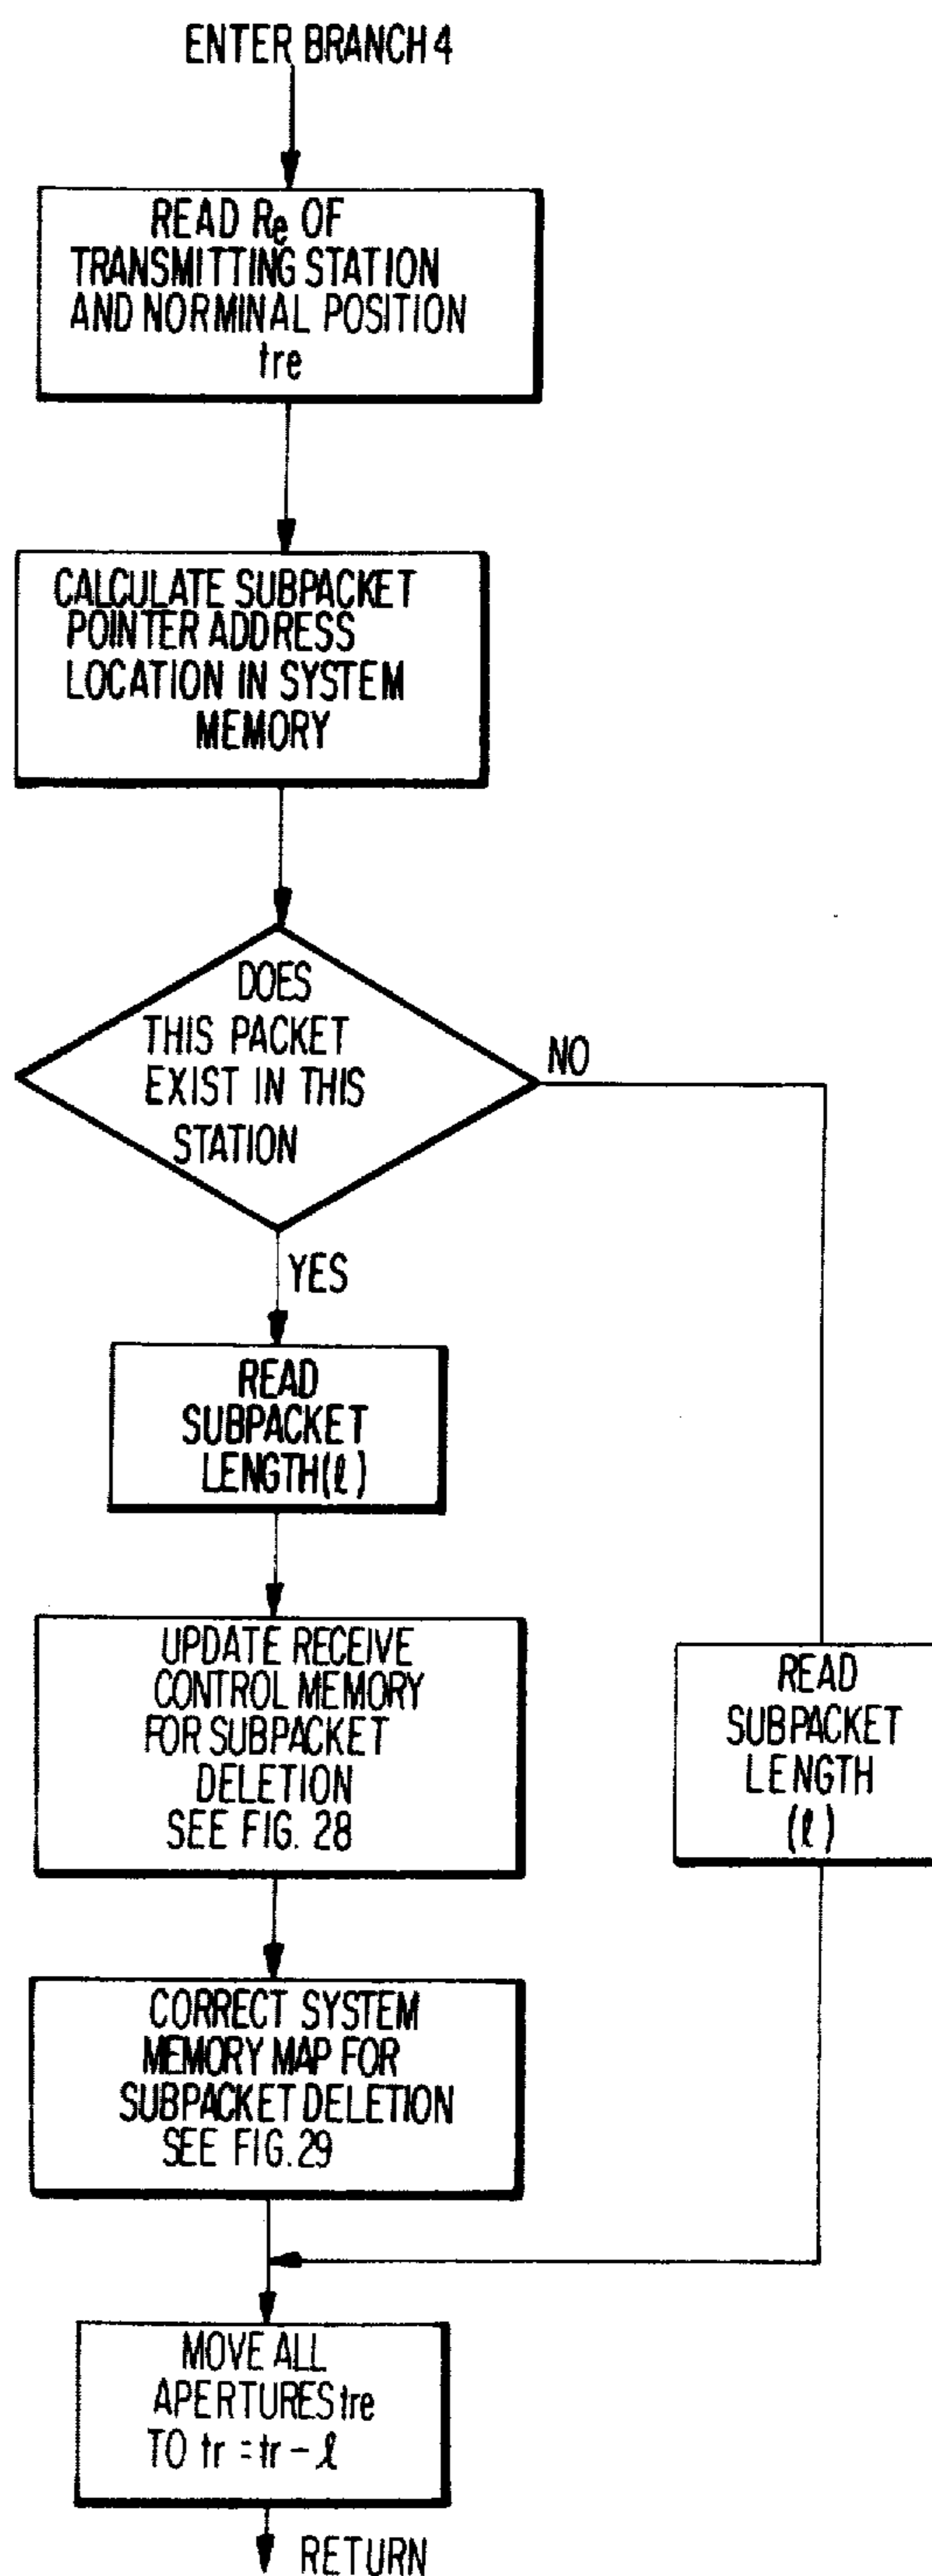 ENTER BRANCH 4
READ Re OF
TRANSMITTING STATION
AND NORMINAL POSITION
tre
CALCULATE SUBPACKET
POINTER ADDRESS
LOCATION IN SYSTEM
MEMORY
DOES
THIS PACKET
EXIST IN THIS
STATION
NO
YES
READ
SUBPACKET
LENGTH (ℓ)
UPDATE RECEIVE
CONTROL MEMORY
FOR SUBPACKET
DELETION
SEE FIG. 28
READ
SUBPACKET
LENGTH
(ℓ)
CORRECT SYSTEM
MEMORY MAP FOR
SUBPACKET DELETION
SEE FIG. 29
MOVE ALL
APERTURES tre
TO tr = tr - ℓ
RETURN